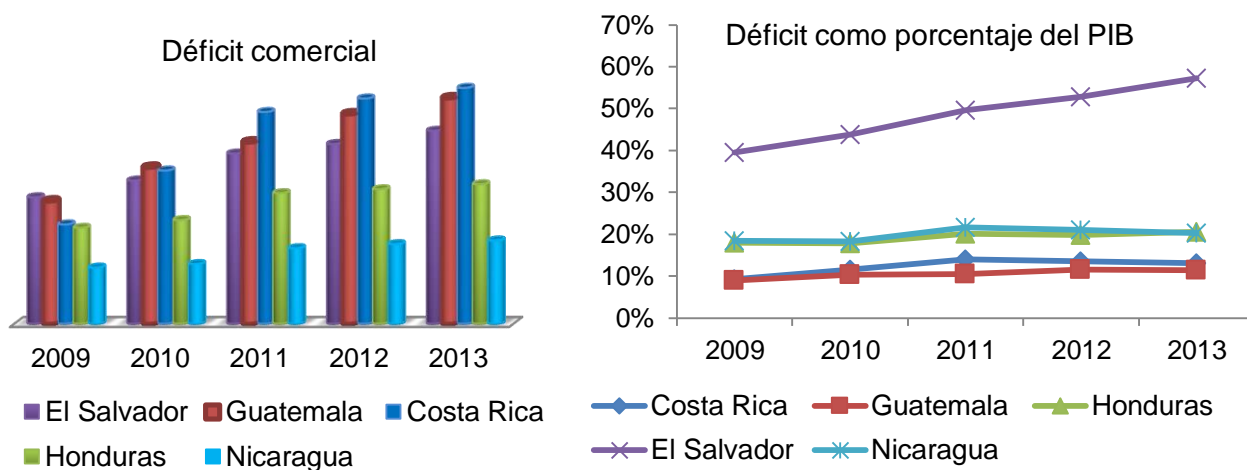 Déficit comercial
2009 2010 2011 2012 2013
El Salvador Guatemala Costa Rica
Honduras Nicaragua
Déficit como porcentaje del PIB
70%
60%
50%
40%
30%
20%
10%
0%
2009 2010 2011 2012 2013
Costa Rica Guatemala Honduras
El Salvador Nicaragua